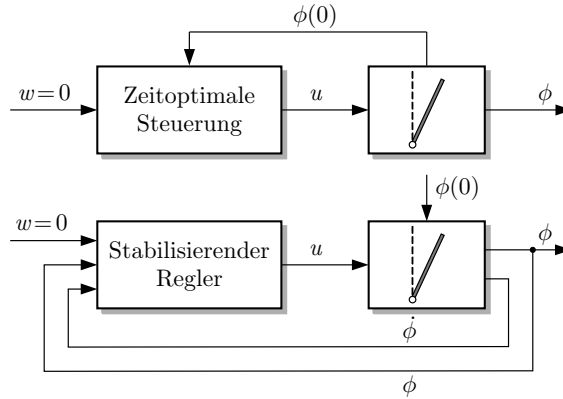 ϕ(0)
w=0
Zeitoptimale
Steuerung
u
ϕ
ϕ(0)
w=0
Stabilisierender
Regler
u
ϕ
ϕ̇
ϕ